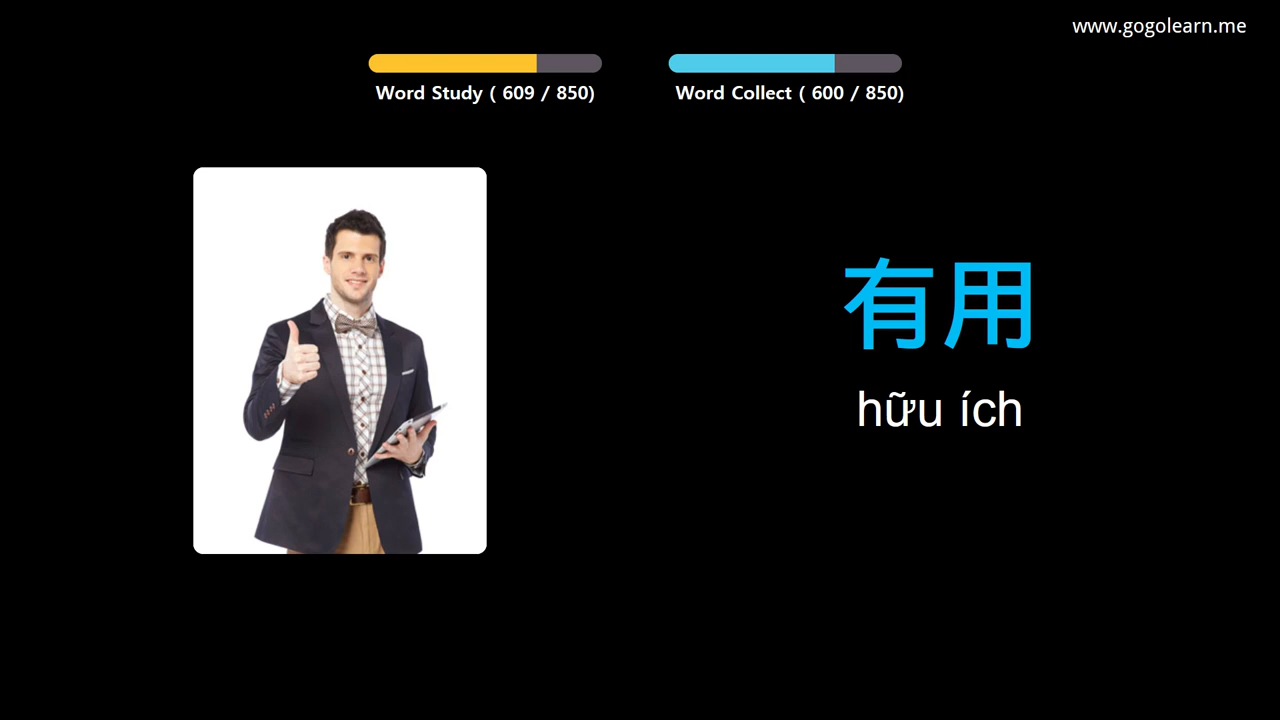 www.gogolearn.me
Word Study ( 609 / 850)
Word Collect ( 600 / 850)
有用
hữu ích